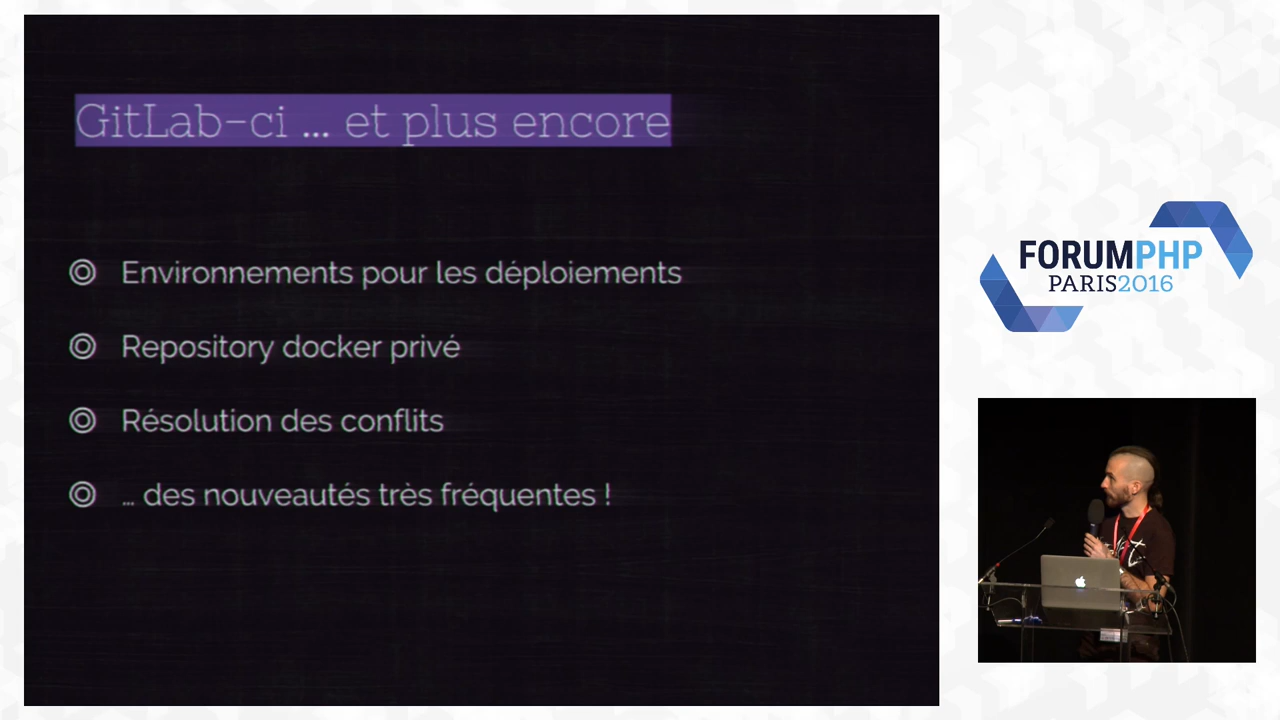 GitLab-ci ... et plus encore
Environnements pour les déploiements
Repository docker privé
Résolution des conflits
... des nouveautés très fréquentes !
FORUMPHP
PARIS2016